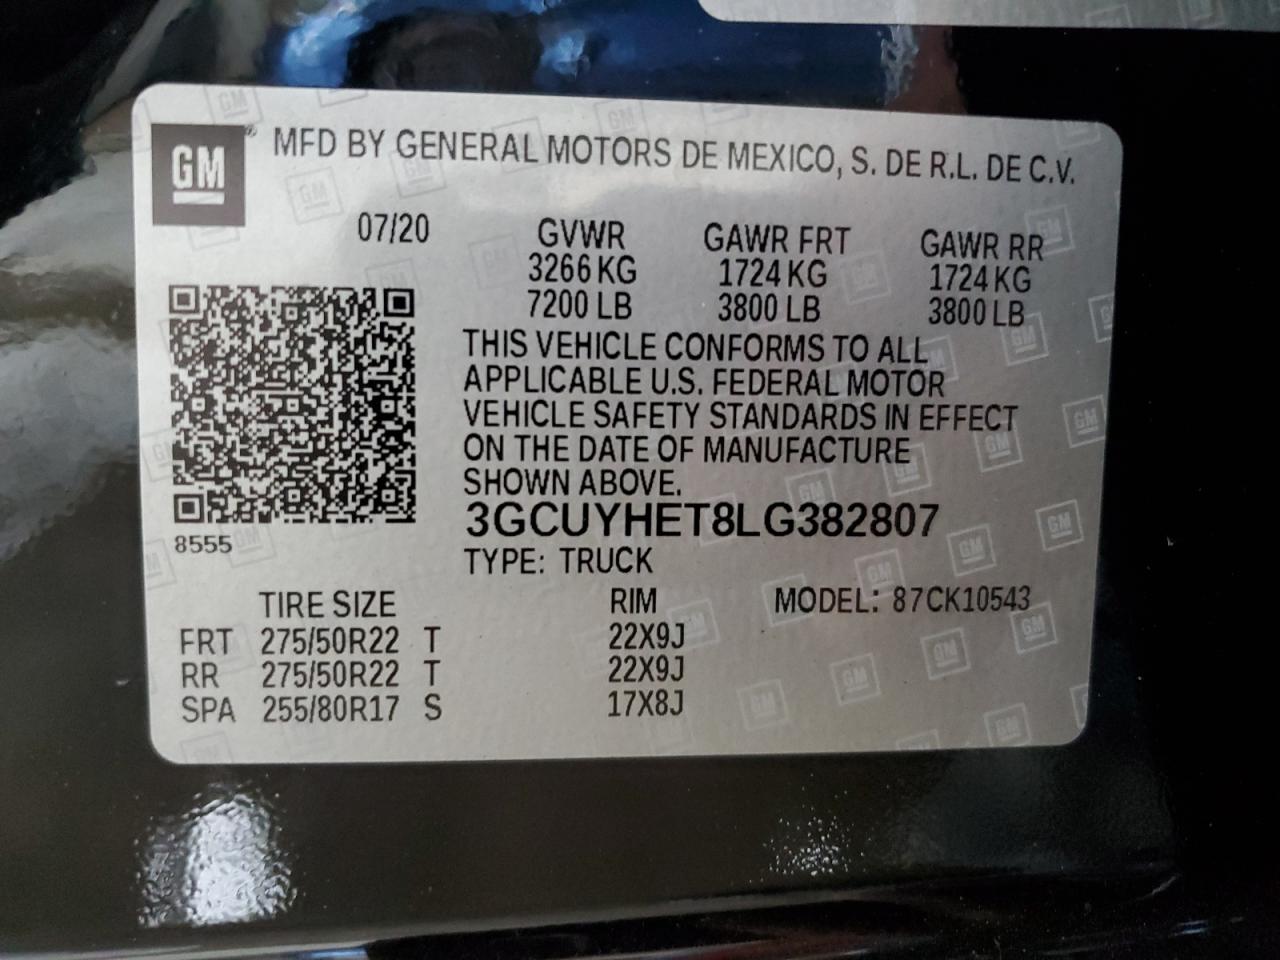 GM® MFD BY GENERAL MOTORS DE MEXICO, S. DE R.L. DE C.V.
07/20 GVWR GAWR FRT GAWR RR
3266 KG 1724 KG 1724 KG
7200 LB 3800 LB 3800 LB
THIS VEHICLE CONFORMS TO ALL
APPLICABLE U.S. FEDERAL MOTOR
VEHICLE SAFETY STANDARDS IN EFFECT
ON THE DATE OF MANUFACTURE
SHOWN ABOVE.
3GCUYHET8LG382807
8555
TYPE: TRUCK
TIRE SIZE RIM MODEL: 87CK10543
FRT 275/50R22 T 22X9J
RR 275/50R22 T 22X9J
SPA 255/80R17 S 17X8J